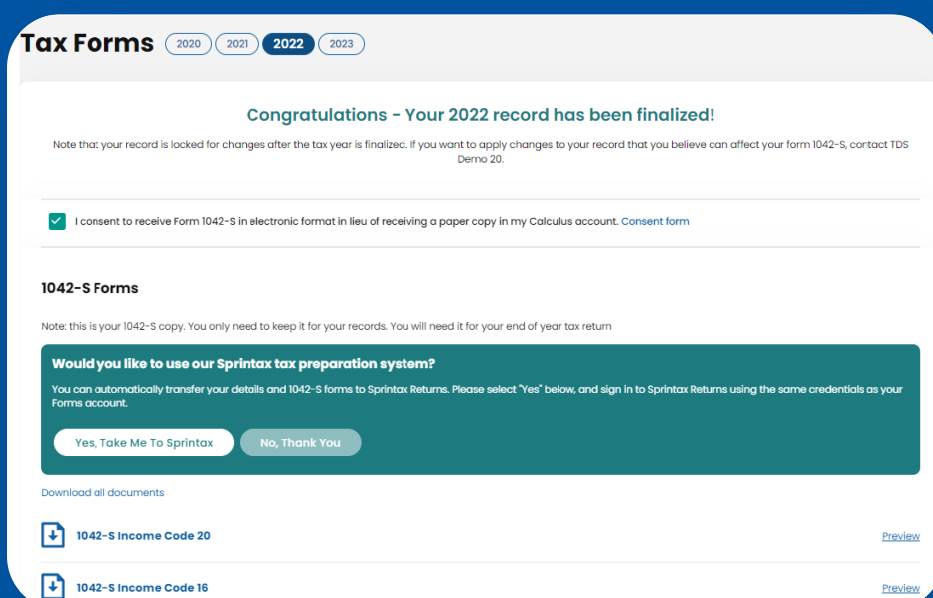 Tax Forms 2020 2021 2022 2023
Congratulations - Your 2022 record has been finalized!
Note that your record is locked for changes after the tax year is finalized. If you want to apply changes to your record that you believe can affect your form 1042-S, contact TDS
Demo 20.
I consent to receive Form 1042-S in electronic format in lieu of receiving a paper copy in my Calculus account. Consent form
1042-S Forms
Note: this is your 1042-S copy. You only need to keep it for your records. You will need it for your end of year tax return
Would you like to use our Sprintax tax preparation system?
You can automatically transfer your details and 1042-S forms to Sprintax Returns. Please select "Yes" below, and sign in to Sprintax Returns using the same credentials as your
Forms account.
Yes, Take Me To Sprintax No, Thank You
Download all documents
1042-S Income Code 20 Preview
1042-S Income Code 16 Preview